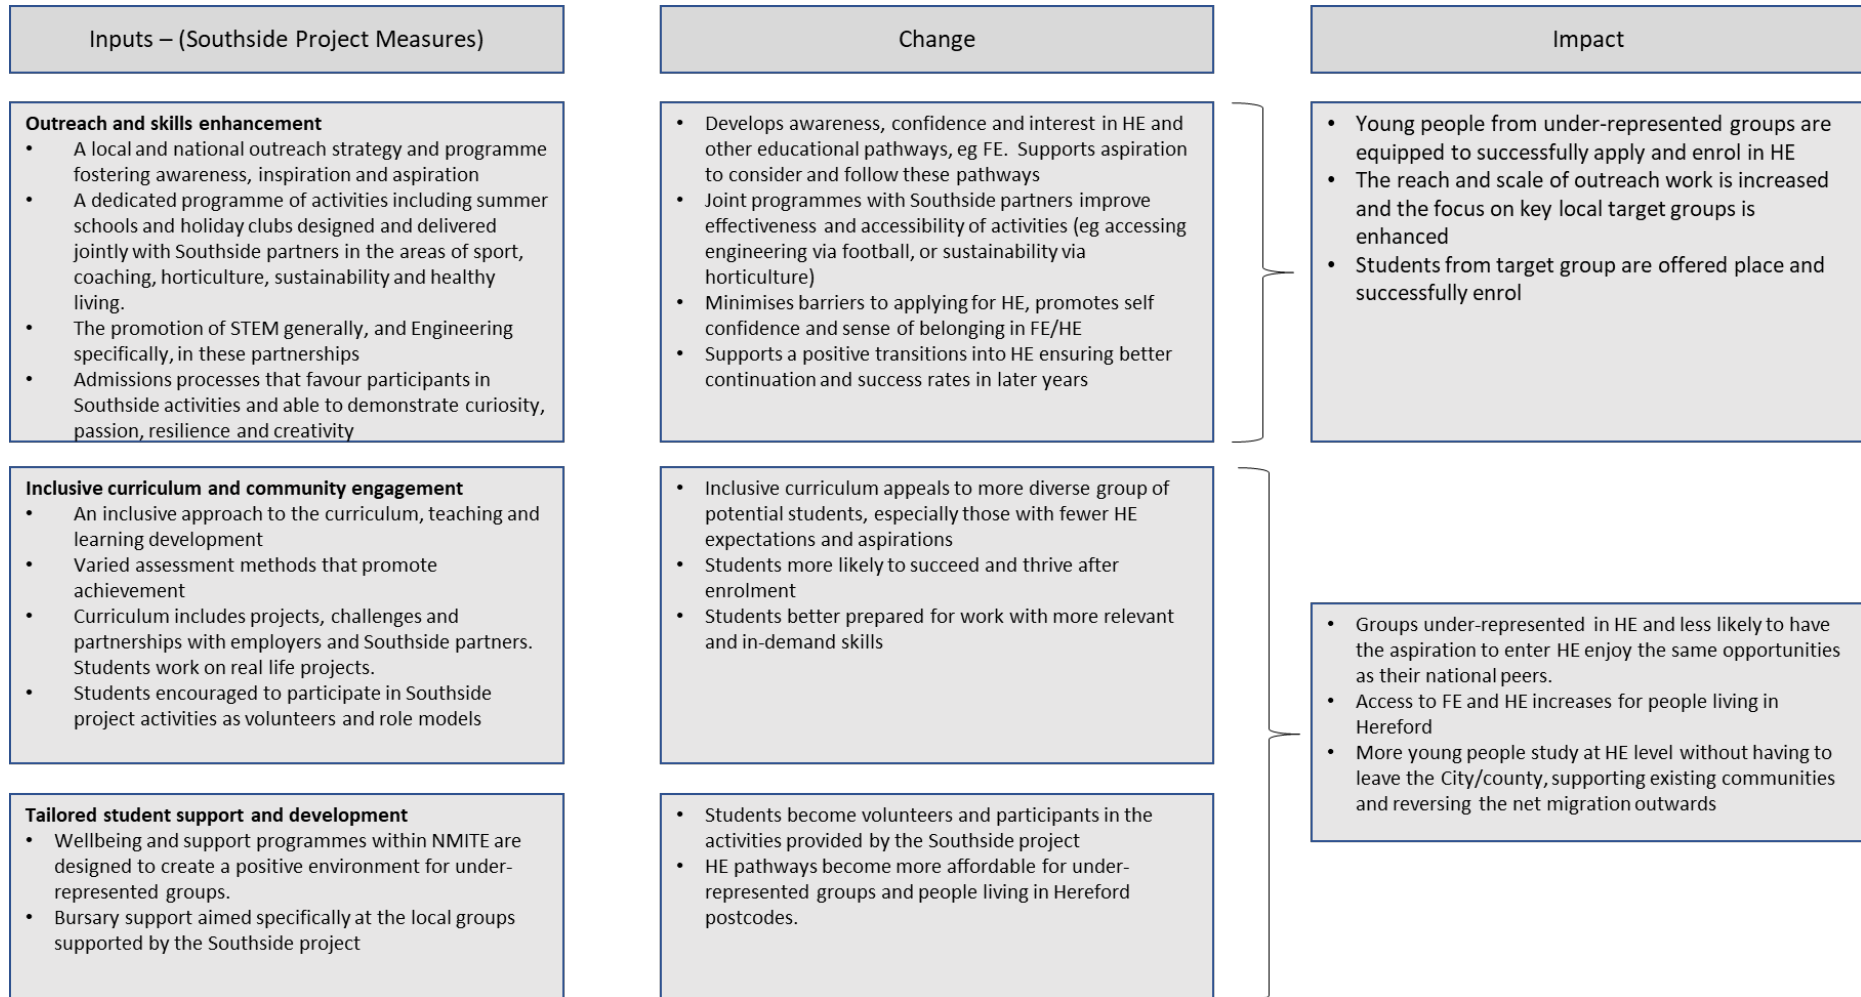 Inputs – (Southside Project Measures)
Change
Impact
Outreach and skills enhancement
• A local and national outreach strategy and programme
fostering awareness, inspiration and aspiration
• A dedicated programme of activities including summer
schools and holiday clubs designed and delivered
jointly with Southside partners in the areas of sport,
coaching, horticulture, sustainability and healthy
living.
• The promotion of STEM generally, and Engineering
specifically, in these partnerships
• Admissions processes that favour participants in
Southside activities and able to demonstrate curiosity,
passion, resilience and creativity
• Develops awareness, confidence and interest in HE and
other educational pathways, eg FE. Supports aspiration
to consider and follow these pathways
• Joint programmes with Southside partners improve
effectiveness and accessibility of activities (eg accessing
engineering via football, or sustainability via
horticulture)
• Minimises barriers to applying for HE, promotes self
confidence and sense of belonging in FE/HE
• Supports a positive transitions into HE ensuring better
continuation and success rates in later years
• Young people from under-represented groups are
equipped to successfully apply and enrol in HE
• The reach and scale of outreach work is increased
and the focus on key local target groups is
enhanced
• Students from target group are offered place and
successfully enrol
Inclusive curriculum and community engagement
• An inclusive approach to the curriculum, teaching and
learning development
• Varied assessment methods that promote
achievement
• Curriculum includes projects, challenges and
partnerships with employers and Southside partners.
Students work on real life projects.
• Students encouraged to participate in Southside
project activities as volunteers and role models
• Inclusive curriculum appeals to more diverse group of
potential students, especially those with fewer HE
expectations and aspirations
• Students more likely to succeed and thrive after
enrolment
• Students better prepared for work with more relevant
and in-demand skills
• Groups under-represented in HE and less likely to have
the aspiration to enter HE enjoy the same opportunities
as their national peers.
• Access to FE and HE increases for people living in
Hereford
• More young people study at HE level without having to
leave the City/county, supporting existing communities
and reversing the net migration outwards
Tailored student support and development
• Wellbeing and support programmes within NMITE are
designed to create a positive environment for under-
represented groups.
• Bursary support aimed specifically at the local groups
supported by the Southside project
• Students become volunteers and participants in the
activities provided by the Southside project
• HE pathways become more affordable for under-
represented groups and people living in Hereford
postcodes.